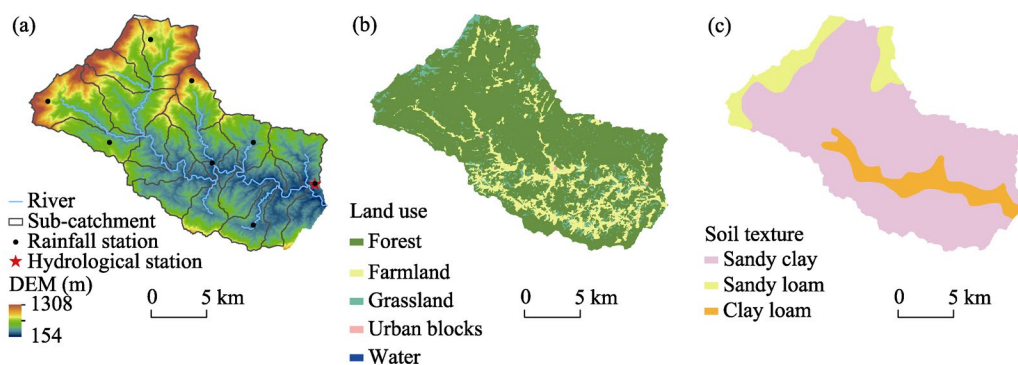 (a)
River
Sub-catchment
Rainfall station
Hydrological station
DEM (m)
1308
154
0 5 km
(b)
Land use
Forest
Farmland
Grassland
Urban blocks
Water
0 5 km
(c)
Soil texture
Sandy clay
Sandy loam
Clay loam
0 5 km